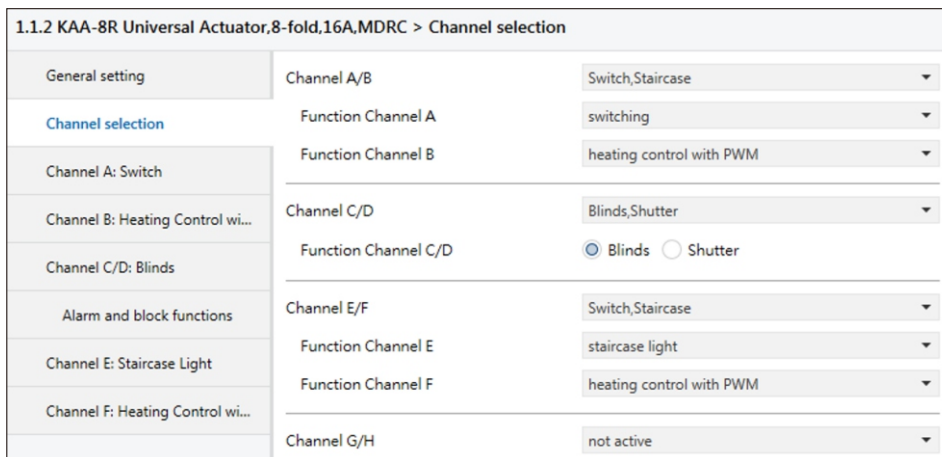 1.1.2 KAA-8R Universal Actuator,8-fold,16A,MDRC > Channel selection
General setting
Channel selection
Channel A: Switch
Channel B: Heating Control wi...
Channel C/D: Blinds
Alarm and block functions
Channel E: Staircase Light
Channel F: Heating Control wi...
Channel A/B Switch,Staircase
Function Channel A switching
Function Channel B heating control with PWM
Channel C/D Blinds,Shutter
Function Channel C/D Blinds Shutter
Channel E/F Switch,Staircase
Function Channel E staircase light
Function Channel F heating control with PWM
Channel G/H not active